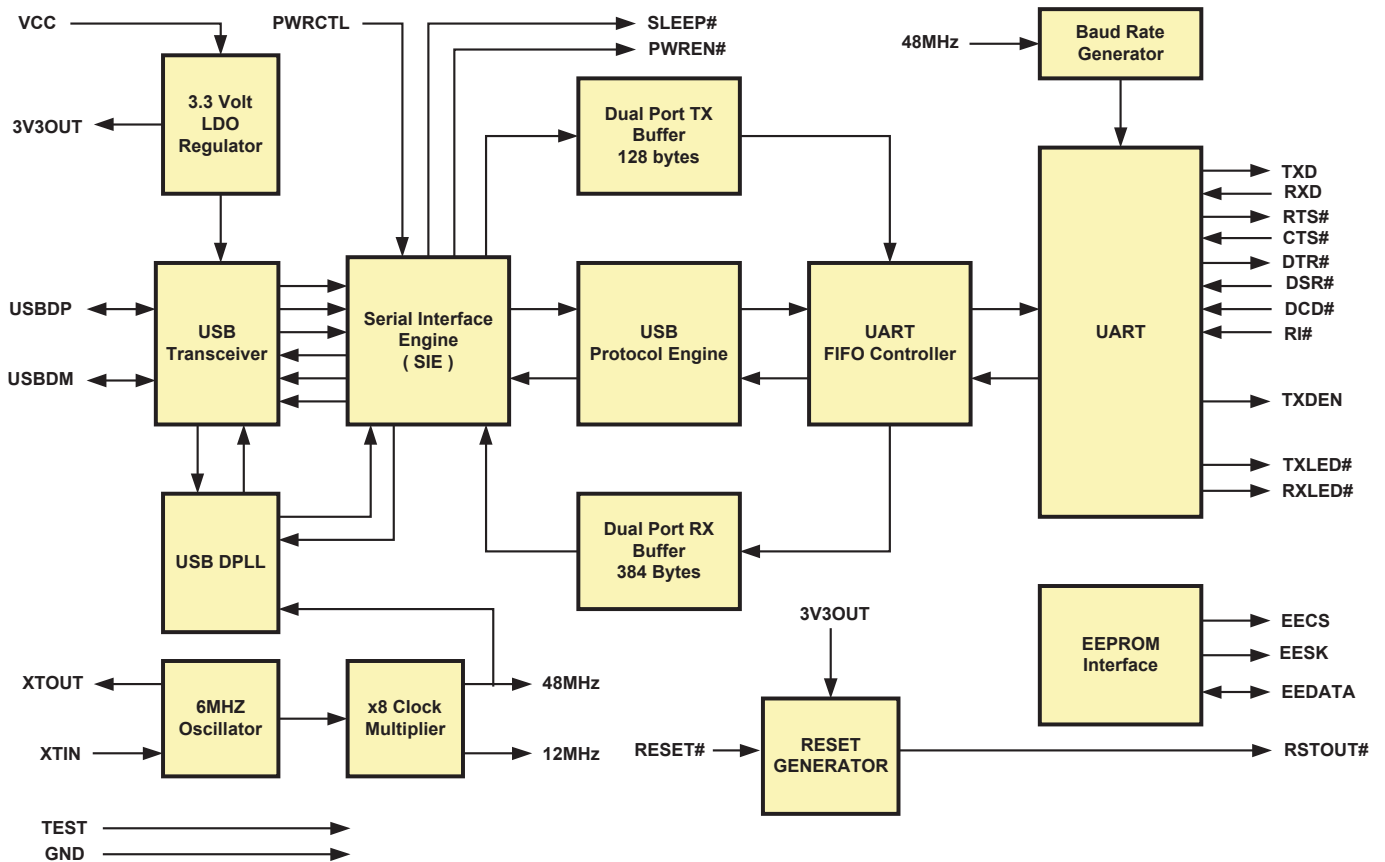 VCC
PWRCTL
SLEEP#
PWREN#
48MHz
Baud Rate
Generator
3V3OUT
3.3 Volt
LDO
Regulator
Dual Port TX
Buffer
128 bytes
USBDP
USBDM
USB
Transceiver
Serial Interface
Engine
( SIE )
USB
Protocol Engine
UART
FIFO Controller
UART
TXD
RXD
RTS#
CTS#
DTR#
DSR#
DCD#
RI#
TXDEN
TXLED#
RXLED#
USB DPLL
Dual Port RX
Buffer
384 Bytes
3V3OUT
EEPROM
Interface
EECS
EESK
EEDATA
XTOUT
XTIN
6MHZ
Oscillator
x8 Clock
Multiplier
48MHz
12MHz
RESET#
RESET
GENERATOR
RSTOUT#
TEST
GND